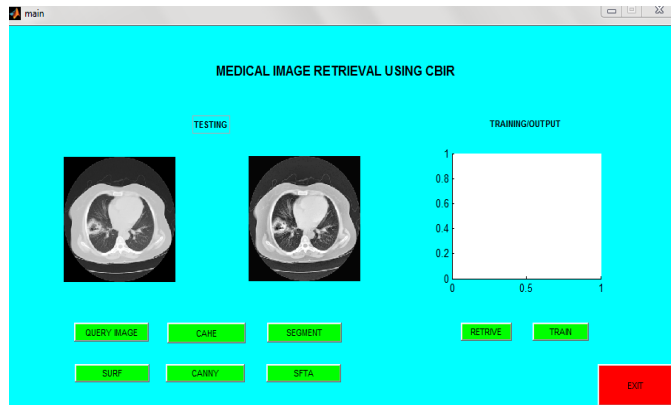 main
MEDICAL IMAGE RETRIEVAL USING CBIR
TESTING
TRAINING/OUTPUT
1
0.8
0.6
0.4
0.2
0
0 0.5 1
QUERY IMAGE CAHE SEGMENT RETRIVE TRAIN
SURF CANNY SFTA
EXIT